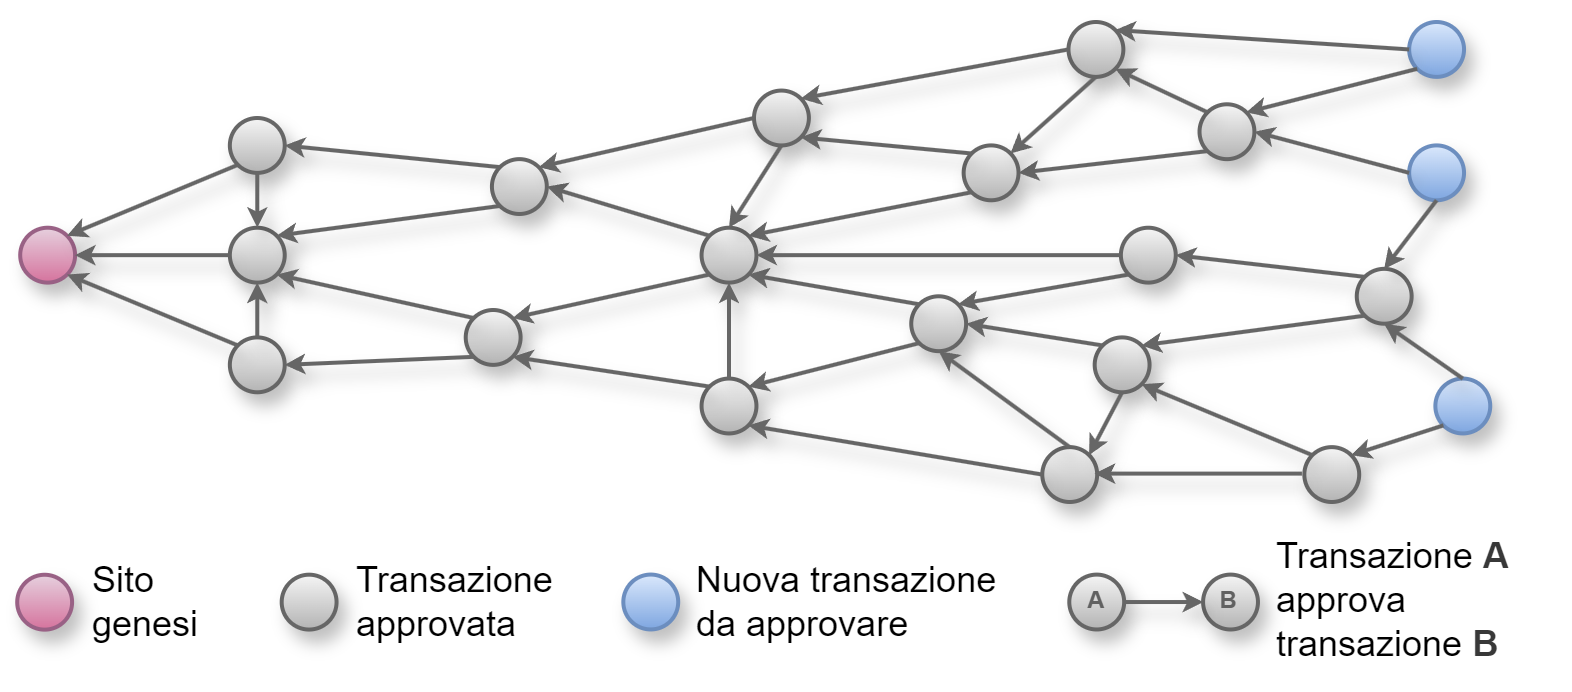 Sito
genesi
Transazione
approvata
Nuova transazione
da approvare
A
B
Transazione A
approva
transazione B